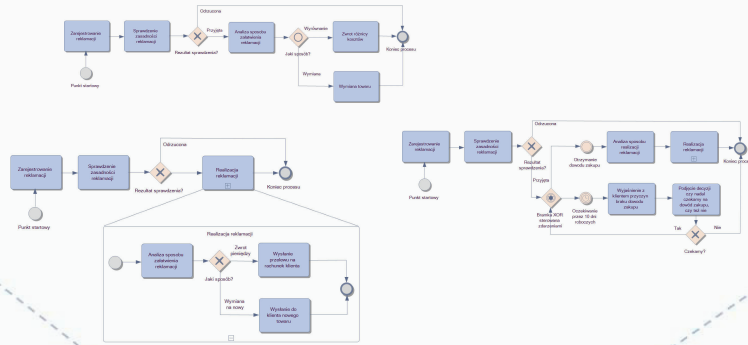 Odrzucona
Zarejestrowanie
reklamacji
Sprawdzenie
zasadności
reklamacji
Przyjęta
Rezultat sprawdzenia?
Analiza sposobu
załatwienia
reklamacji
Jaki sposób?
Wyrównanie
Zwrot różnicy
kosztów
Koniec procesu
Wymiana
Wymiana towaru
Punkt startowy
Odrzucona
Zarejestrowanie
reklamacji
Sprawdzenie
zasadności
reklamacji
Rezultat sprawdzenia?
Realizacja
reklamacji
Koniec procesu
Punkt startowy
Realizacja reklamacji
Analiza sposobu
załatwienia
reklamacji
Zwrot
pieniędzy
Jaki sposób?
Wysłanie
przelewu na
rachunek klienta
Wymiana
na nowy
Wysłanie do
klienta nowego
towaru
Odrzucona
Zarejestrowanie
reklamacji
Sprawdzenie
zasadności
reklamacji
Rezultat
sprawdzenia?
Przyjęta
Analiza sposobu
realizacji
reklamacji
Realizacja
reklamacji
Koniec procesu
Otrzymanie
dowodu zakupu
Punkt startowy
Bramka XOR
sterowana
zdarzeniami
Oczekiwanie
przez 10 dni
roboczych
Wyjaśnienie z
klientem przyczyn
braku dowodu
zakupu
Podjęcie decyzji
czy nadal
czekamy na
dowód zakupu,
czy też nie
Tak
Nie
Czekamy?